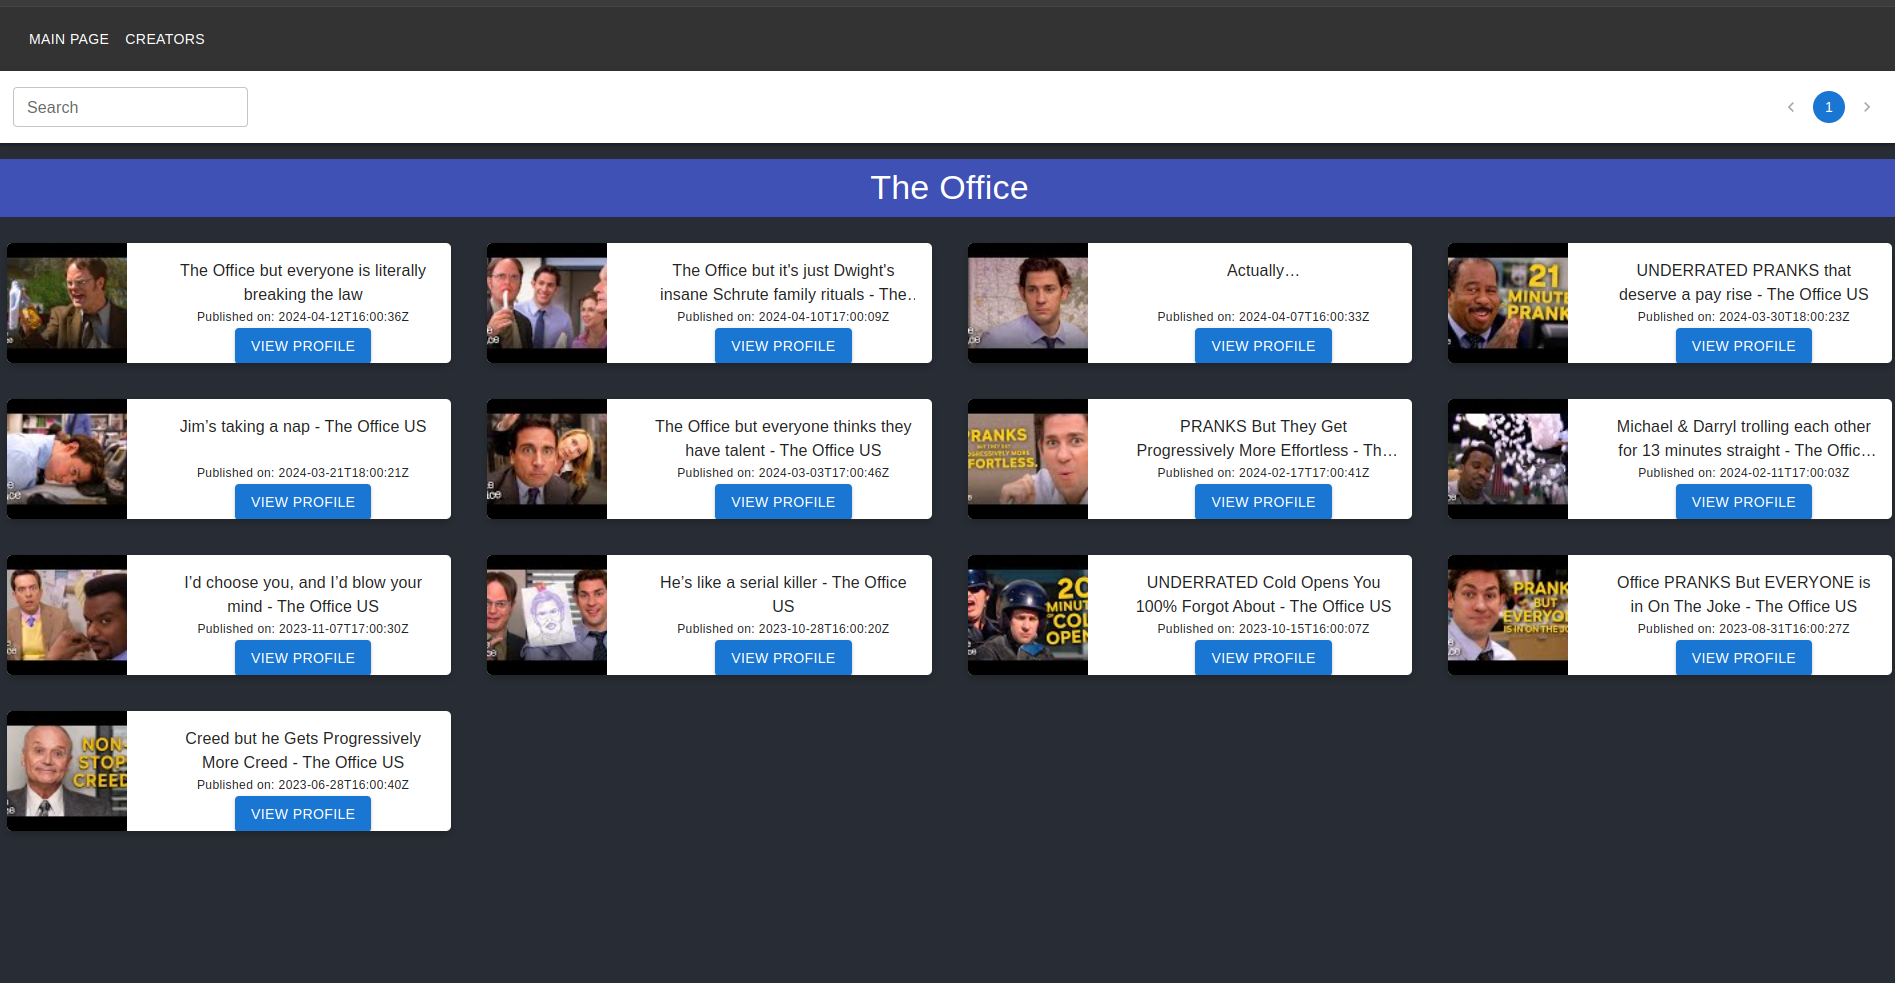 MAIN PAGE CREATORS
Search
1
The Office
The Office but everyone is literally
breaking the law
Published on: 2024-04-12T16:00:36Z
VIEW PROFILE
The Office but it's just Dwight's
insane Schrute family rituals - The..
Published on: 2024-04-10T17:00:09Z
VIEW PROFILE
Actually…
Published on: 2024-04-07T16:00:33Z
VIEW PROFILE
21
MINUTE
PRANK
UNDERRATED PRANKS that
deserve a pay rise - The Office US
Published on: 2024-03-30T18:00:23Z
VIEW PROFILE
Jim’s taking a nap - The Office US
Published on: 2024-03-21T18:00:21Z
VIEW PROFILE
The Office but everyone thinks they
have talent - The Office US
Published on: 2024-03-03T17:00:46Z
VIEW PROFILE
PRANKS
BUT THEY GET
OGRESSIVELY MORE
FORTLESS.
PRANKS But They Get
Progressively More Effortless - Th…
Published on: 2024-02-17T17:00:41Z
VIEW PROFILE
Michael & Darryl trolling each other
for 13 minutes straight - The Offic…
Published on: 2024-02-11T17:00:03Z
VIEW PROFILE
I’d choose you, and I’d blow your
mind - The Office US
Published on: 2023-11-07T17:00:30Z
VIEW PROFILE
He’s like a serial killer - The Office
US
Published on: 2023-10-28T16:00:20Z
VIEW PROFILE
20
MINUT
OF COL
OPEN
UNDERRATED Cold Opens You
100% Forgot About - The Office US
Published on: 2023-10-15T16:00:07Z
VIEW PROFILE
PRANK
BUT
EVERYON
IS IN ON THE JO
Office PRANKS But EVERYONE is
in On The Joke - The Office US
Published on: 2023-08-31T16:00:27Z
VIEW PROFILE
NON-
STOP
CREED
Creed but he Gets Progressively
More Creed - The Office US
Published on: 2023-06-28T16:00:40Z
VIEW PROFILE